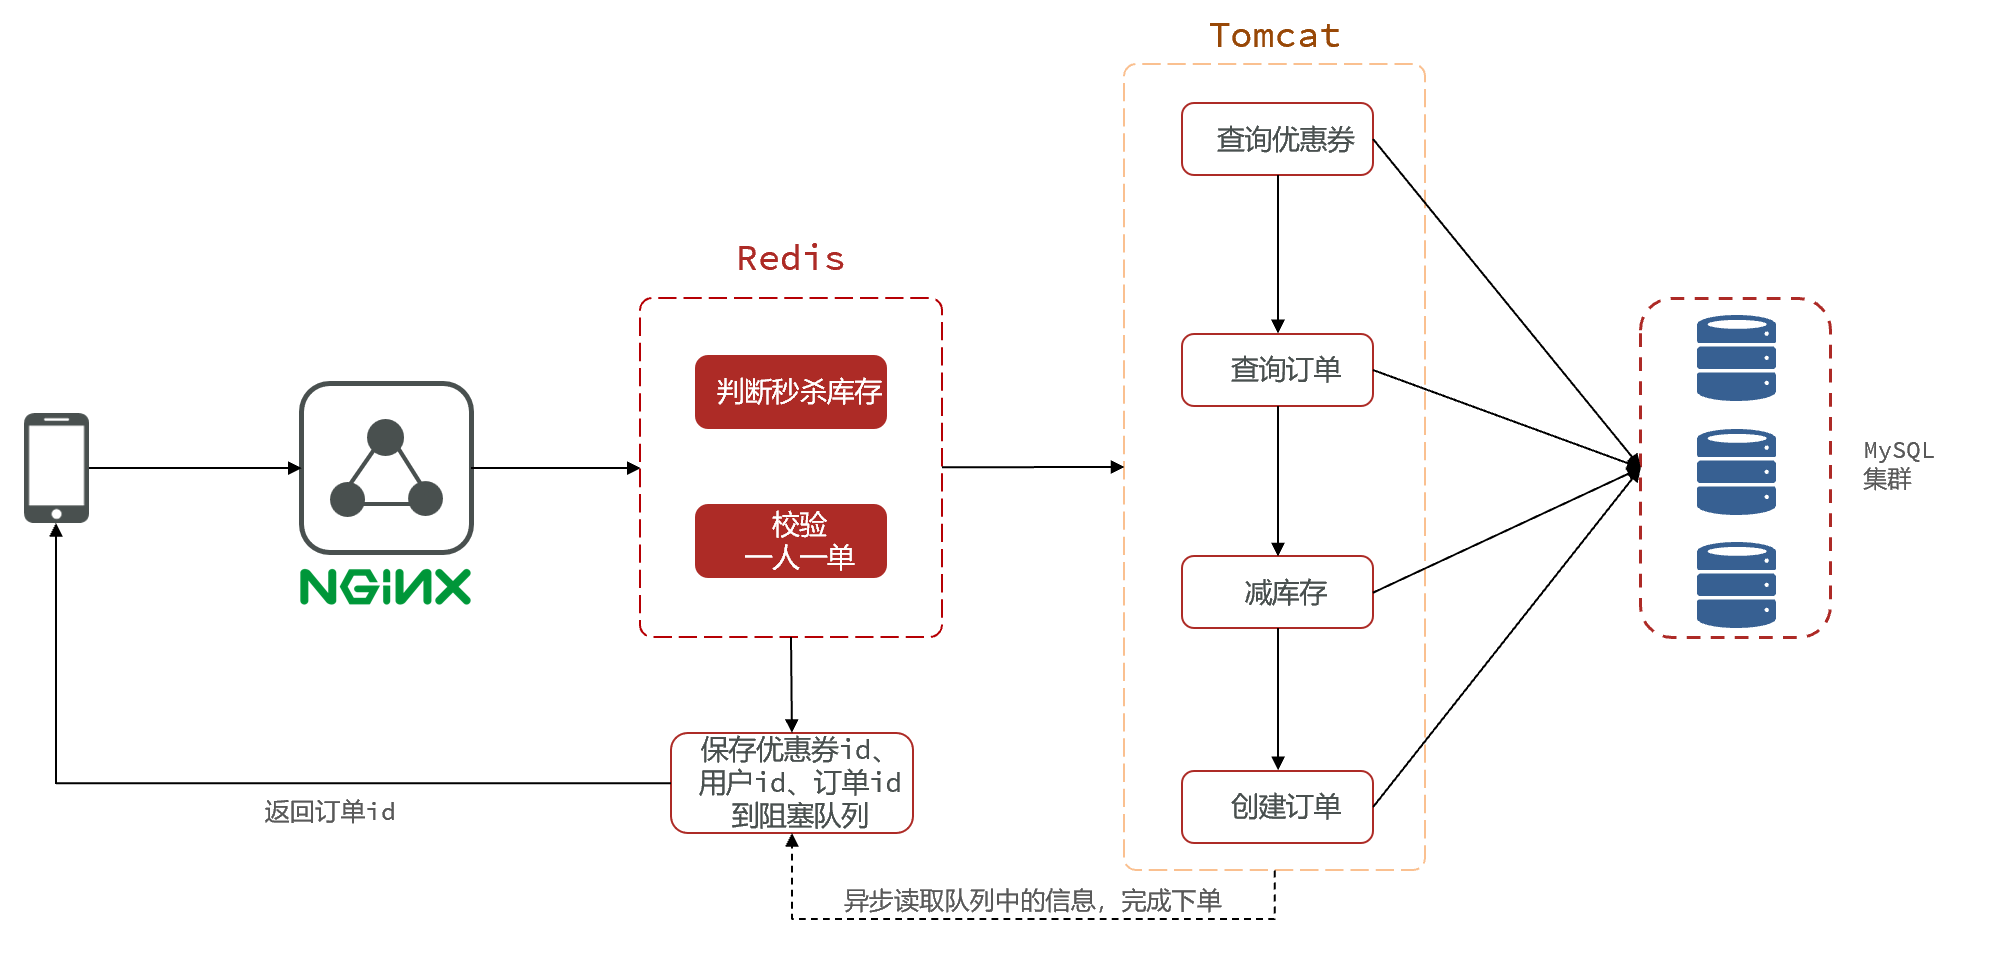 Tomcat
查询优惠券
Redis
判断秒杀库存
查询订单
MySQL
集群
校验
一人一单
NGINX
减库存
保存优惠券id、
用户id、订单id
到阻塞队列
返回订单id
创建订单
异步读取队列中的信息，完成下单